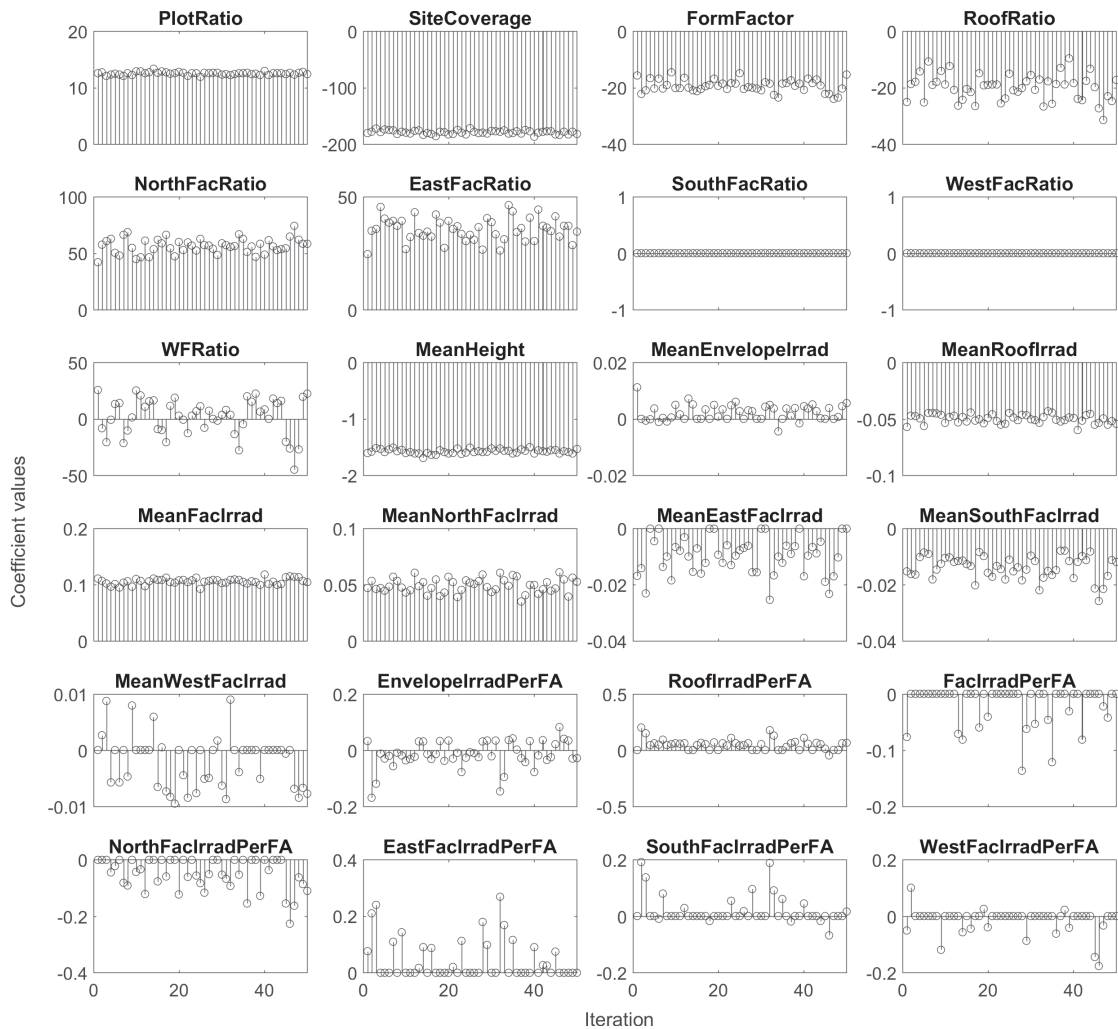 PlotRatio SiteCoverage FormFactor RoofRatio
20 0 0 0
10 -100 -20 -20
0 -200 -40 -40
NorthFacRatio EastFacRatio SouthFacRatio WestFacRatio
100 50 1 1
50 0 0
0 0 -1 -1
WFRatio MeanHeight MeanEnvelopeIrrad MeanRoofIrrad
50 0 0.02 0
0 -1 0 -0.05
-50 -2 -0.02 -0.1
MeanFacIrrad MeanNorthFacIrrad MeanEastFacIrrad MeanSouthFacIrrad
0.2 0.1 0 0
0.1 0.05 -0.02 -0.02
0 0 -0.04 -0.04
MeanWestFacIrrad EnvelopeIrradPerFA RoofIrradPerFA FacIrradPerFA
0.01 0.2 0.5 0
0 0 0 -0.1
-0.01 -0.2 -0.5 -0.2
NorthFacIrradPerFA EastFacIrradPerFA SouthFacIrradPerFA WestFacIrradPerFA
0 0.4 0.2 0.2
-0.2 0.2 0 0
-0.4 0 -0.2 -0.2
0 20 40 0 20 40 0 20 40 0 20 40
Coefficient values
Iteration